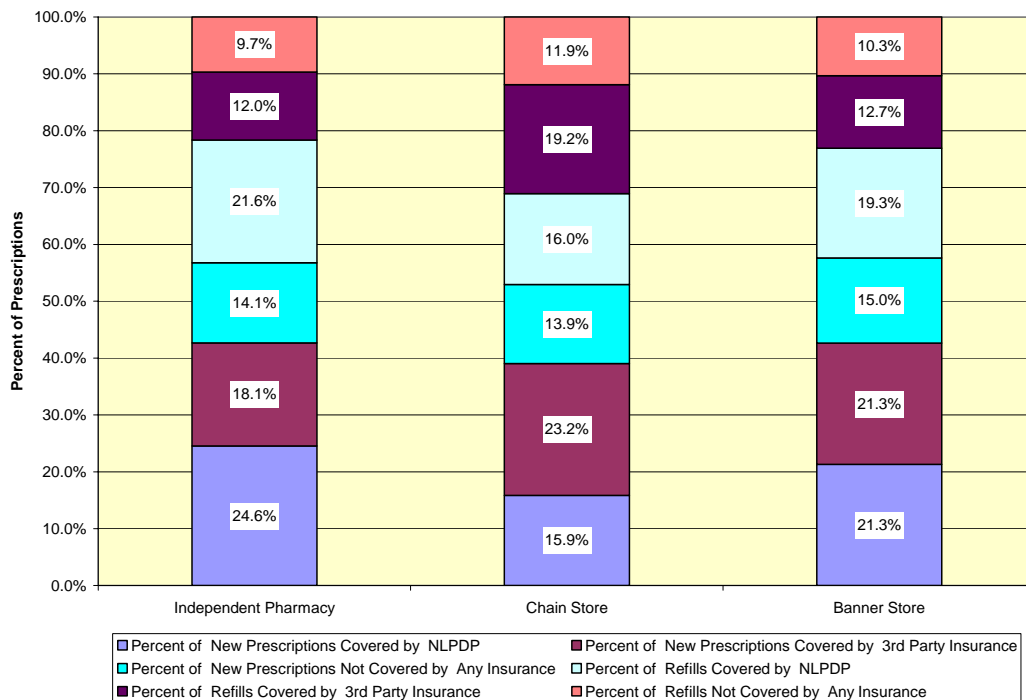 100.0%
90.0%
80.0%
70.0%
60.0%
50.0%
40.0%
30.0%
20.0%
10.0%
0.0%
Percent of Prescriptions
9.7%
12.0%
21.6%
14.1%
18.1%
24.6%
11.9%
19.2%
16.0%
13.9%
23.2%
15.9%
10.3%
12.7%
19.3%
15.0%
21.3%
21.3%
Independent Pharmacy
Chain Store
Banner Store
Percent of New Prescriptions Covered by NLPDP
Percent of New Prescriptions Covered by 3rd Party Insurance
Percent of New Prescriptions Not Covered by Any Insurance
Percent of Refills Covered by NLPDP
Percent of Refills Covered by 3rd Party Insurance
Percent of Refills Not Covered by Any Insurance